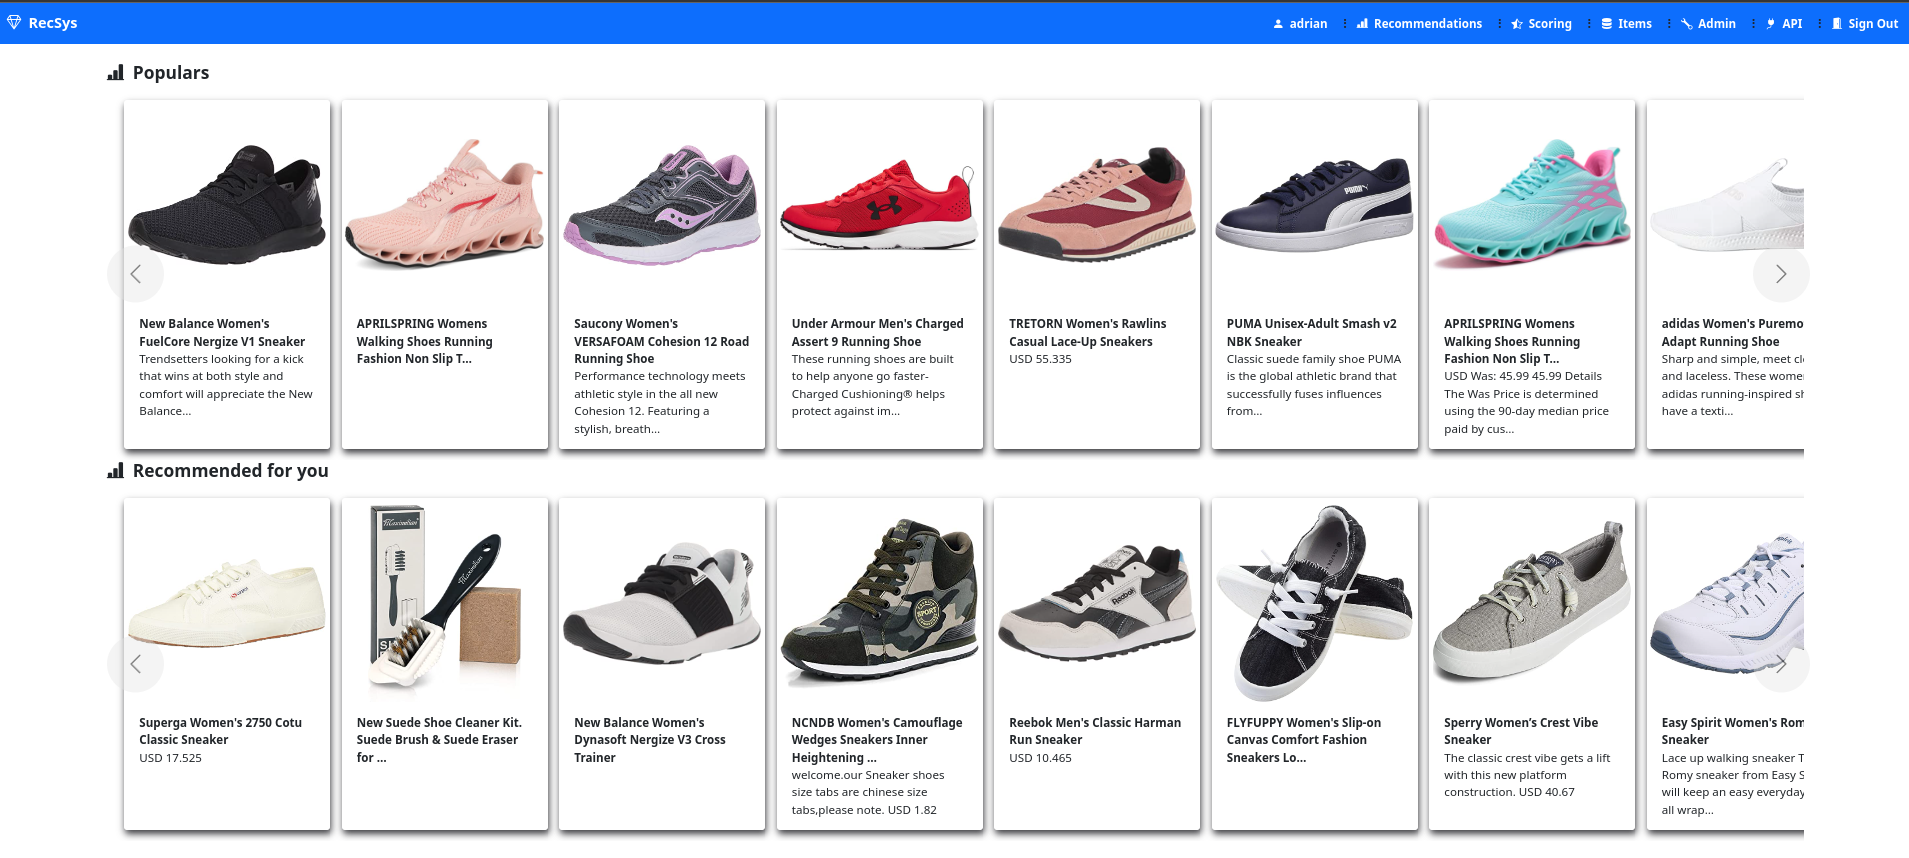 RecSys
adrian
Recommendations
Scoring
Items
Admin
API
Sign Out
Populars
PUMA
New Balance Women's
FuelCore Nergize V1 Sneaker
Trendsetters looking for a kick
that wins at both style and
comfort will appreciate the New
Balance...
APRILSPRING Womens
Walking Shoes Running
Fashion Non Slip T...
Saucony Women's
VERSAFOAM Cohesion 12 Road
Running Shoe
Performance technology meets
athletic style in the all new
Cohesion 12. Featuring a
stylish, breath...
Under Armour Men's Charged
Assert 9 Running Shoe
These running shoes are built
to help anyone go faster-
Charged Cushioning® helps
protect against im...
TRETORN Women's Rawlins
Casual Lace-Up Sneakers
USD 55.335
PUMA Unisex-Adult Smash v2
NBK Sneaker
Classic suede family shoe PUMA
is the global athletic brand that
successfully fuses influences
from...
APRILSPRING Womens
Walking Shoes Running
Fashion Non Slip T...
USD Was: 45.99 45.99 Details
The Was Price is determined
using the 90-day median price
paid by cus...
adidas Women's Puremo
Adapt Running Shoe
Sharp and simple, meet cl
and laceless. These wome
adidas running-inspired sh
have a texti...
Recommended for you
Maximilian
Maximilian
SPORT
Reebok
Superga Women's 2750 Cotu
Classic Sneaker
USD 17.525
New Suede Shoe Cleaner Kit.
Suede Brush & Suede Eraser
for ...
New Balance Women's
Dynasoft Nergize V3 Cross
Trainer
NCNDB Women's Camouflage
Wedges Sneakers Inner
Heightening ...
welcome.our Sneaker shoes
size tabs are chinese size
tabs,please note. USD 1.82
Reebok Men's Classic Harman
Run Sneaker
USD 10.465
FLYFUPPY Women's Slip-on
Canvas Comfort Fashion
Sneakers Lo...
Sperry Women's Crest Vibe
Sneaker
The classic crest vibe gets a lift
with this new platform
construction. USD 40.67
Easy Spirit Women's Rom
Sneaker
Lace up walking sneaker T
Romy sneaker from Easy S
will keep an easy everyday
all wrap...